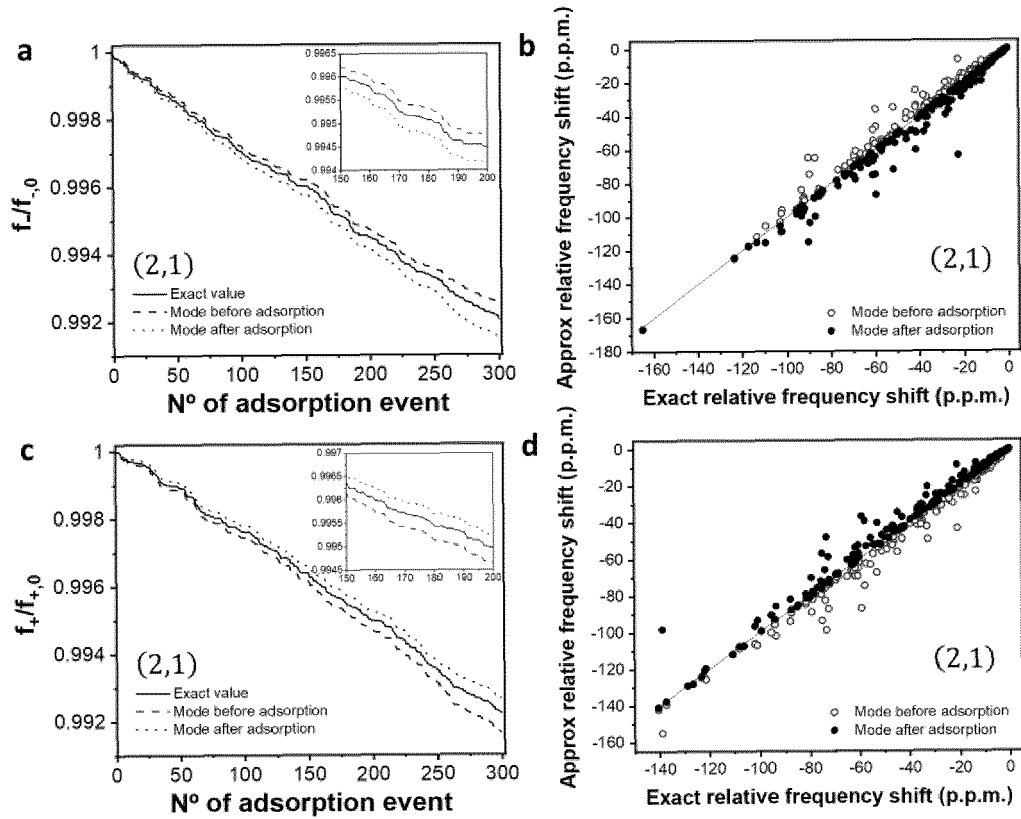 a
f-/f-,0
1
0.998
0.996
0.994
0.992
0.9965
0.996
0.9955
0.995
0.9945
0.994
150 160 170 180 190 200
(2,1)
Exact value
Mode before adsorption
Mode after adsorption
0 50 100 150 200 250 300
Nº of adsorption event
b
Approx relative frequency shift (p.p.m.)
0
-20
-40
-60
-80
-100
-120
-140
-160
-180
(2,1)
Mode before adsorption
Mode after adsorption
-160 -140 -120 -100 -80 -60 -40 -20 0
Exact relative frequency shift (p.p.m.)
c
f+/f+,0
1
0.998
0.996
0.994
0.992
0.997
0.9965
0.996
0.9955
0.995
0.9945
150 160 170 180 190 200
(2,1)
Exact value
Mode before adsorption
Mode after adsorption
0 50 100 150 200 250 300
Nº of adsorption event
d
Approx relative frequency shift (p.p.m.)
0
-20
-40
-60
-80
-100
-120
-140
-160
(2,1)
Mode before adsorption
Mode after adsorption
-140 -120 -100 -80 -60 -40 -20 0
Exact relative frequency shift (p.p.m.)